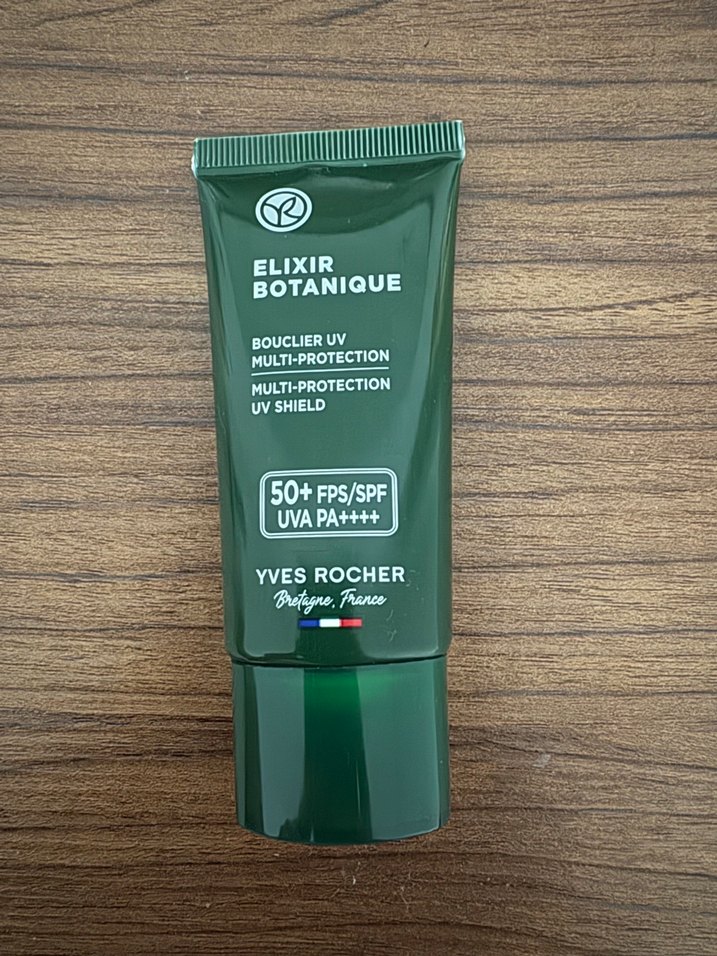 YR
ELIXIR
BOTANIQUE
BOUCLIER UV
MULTI-PROTECTION
MULTI-PROTECTION
UV SHIELD
50+ FPS/SPF
UVA PA++++
YVES ROCHER
Bretagne, France